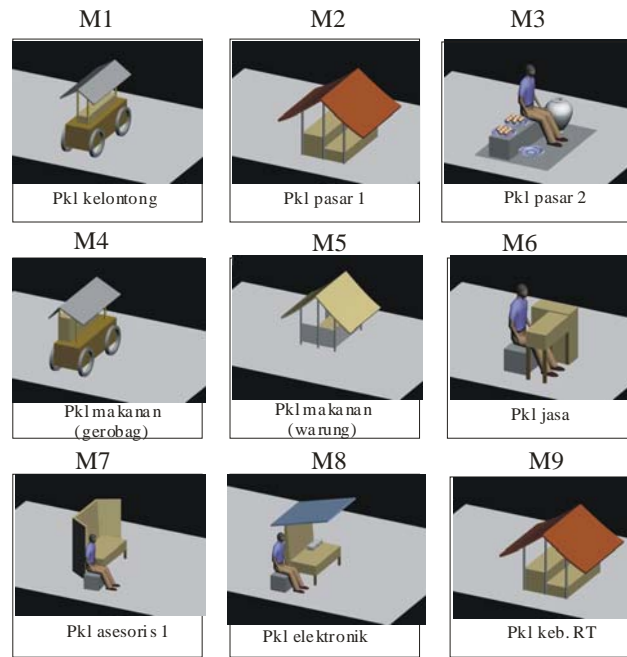 M1 M2 M3
Pkl kelontong Pkl pasar 1 Pkl pasar 2
M4 M5 M6
Pkl makanan Pkl makanan Pkl jasa
(gerobag) (warung)
M7 M8 M9
Pkl asesoris 1 Pkl elektronik Pkl keb. RT